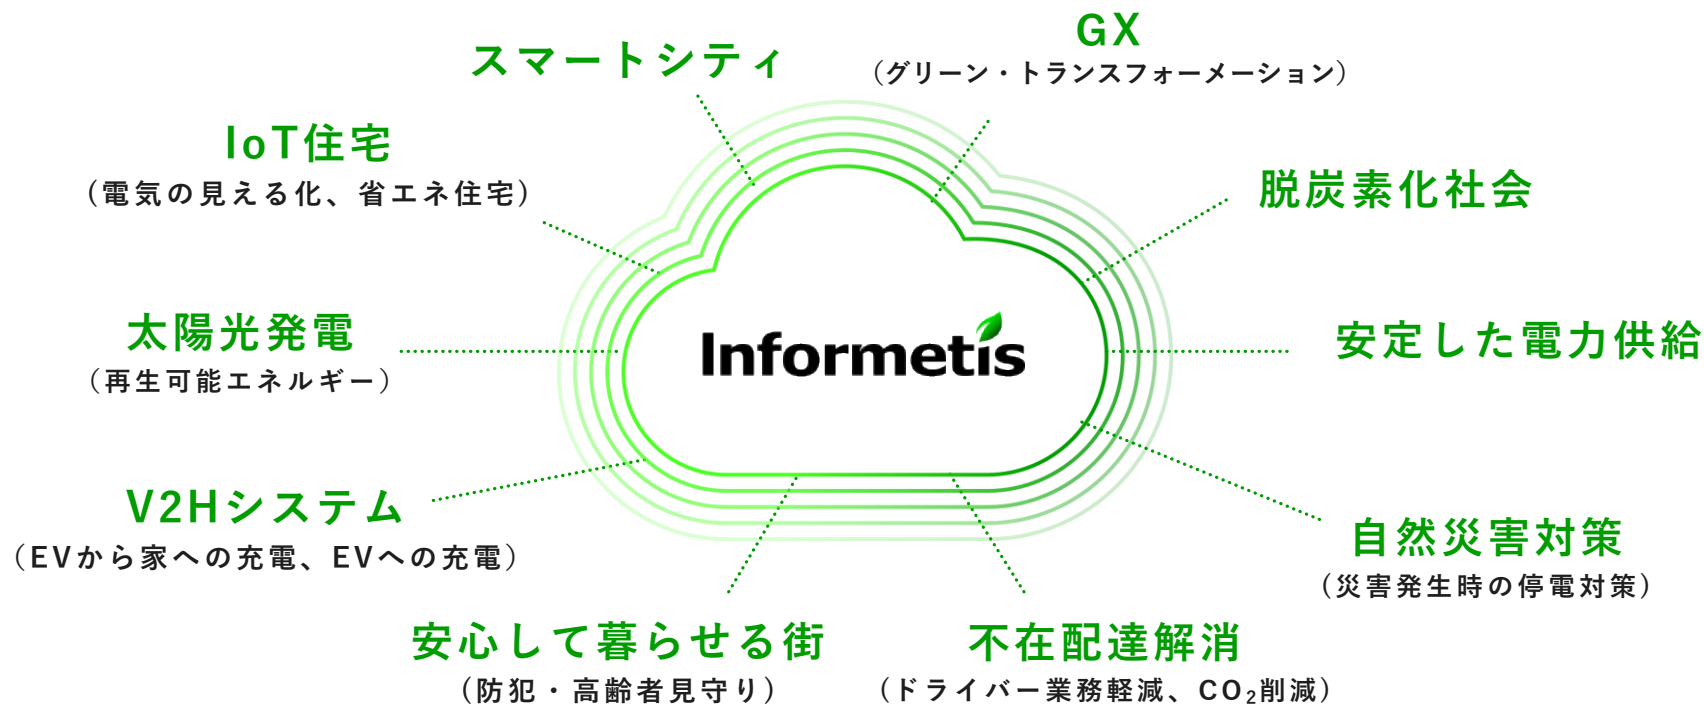 GX
（グリーン・トランスフォーメーション）
スマートシティ
IoT住宅
（電気の見える化、省エネ住宅）
脱炭素化社会
太陽光発電
（再生可能エネルギー）
Informetis
安定した電力供給
V2Hシステム
（EVから家への充電、EVへの充電）
自然災害対策
（災害発生時の停電対策）
安心して暮らせる街
（防犯・高齢者見守り）
不在配達解消
（ドライバー業務軽減、CO₂削減）